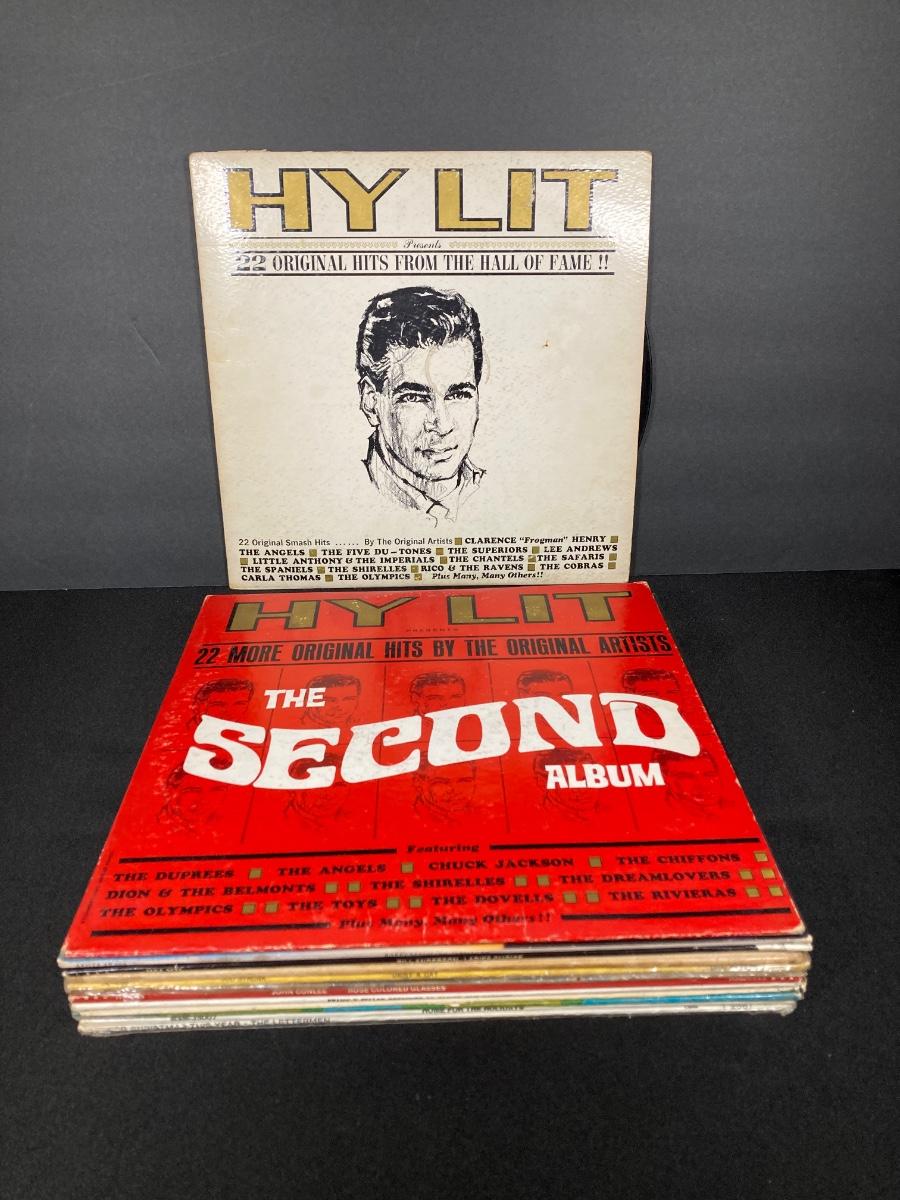 HY LIT
Presents
22 ORIGINAL HITS FROM THE HALL OF FAME !!
22 Original Smash Hits ...... By The Original Artists CLARENCE "Frogman" HENRY
THE ANGELS THE FIVE DU-TONES THE SUPERIORS LEE ANDREWS
LITTLE ANTHONY & THE IMPERIALS THE CHANTELS THE SAFARIS
THE SPANIELS THE SHIRELLES RICO & THE RAVENS THE COBRAS
CARLA THOMAS THE OLYMPICS Plus Many, Many Others!!
HY LIT
PRESENTS
22 MORE ORIGINAL HITS BY THE ORIGINAL ARTISTS
THE
SECOND
ALBUM
Featuring
THE DUPREES THE ANGELS CHUCK JACKSON THE CHIFFONS
DION & THE BELMONTS THE SHIRELLES THE DREAMLOVERS
THE OLYMPICS THE TOYS THE DOVELLS THE RIVIERAS
Plus Many, Many Others!!
JOHN CONLEE ROSE COLORED GLASSES
HOME FOR THE HOLIDAYS
CHRISTMAS THIS YEAR - THE LETTERMEN